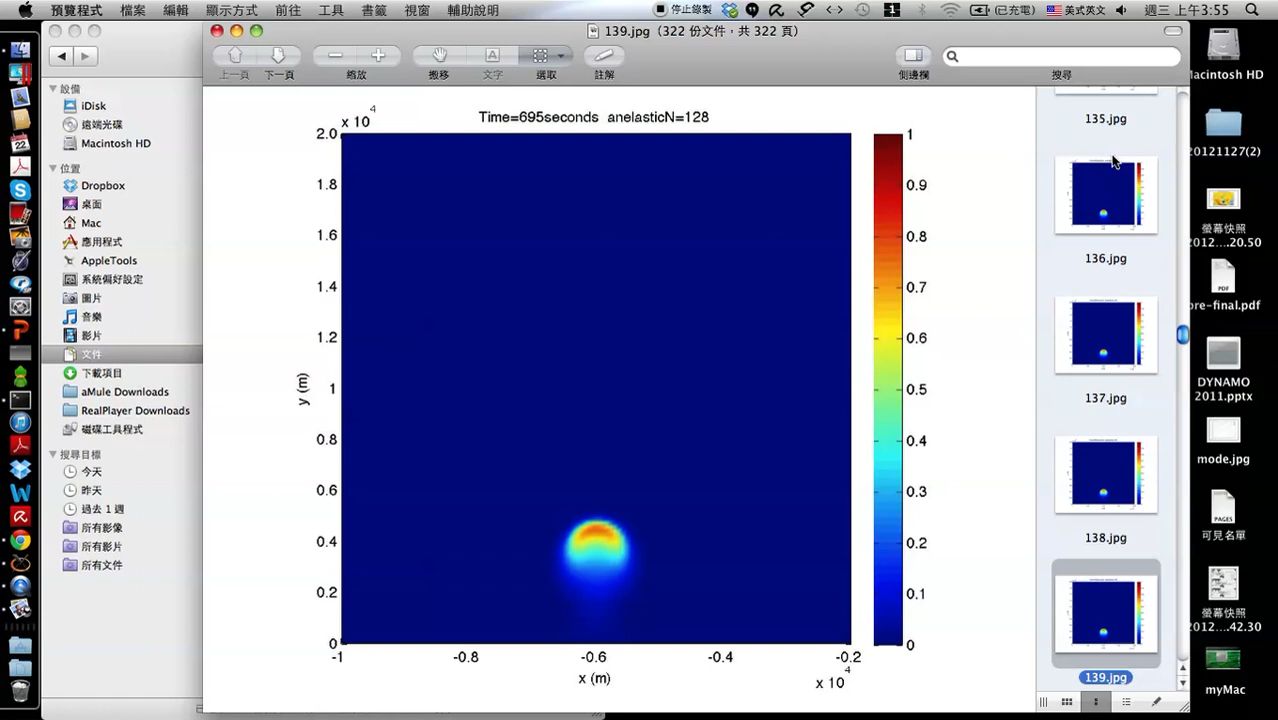 預覽程式 檔案 編輯 顯示方式 前往 工具 書籤 視窗 輔助說明
停止錄製 1 (已充電) 美式英文 週三 上午3:55
139.jpg（322 份文件，共 322 頁）
上一頁 下一頁 縮放 搬移 文字 選取 註解 側邊欄 搜尋
設備
iDisk
遠端光碟
Macintosh HD
位置
Dropbox
桌面
Mac
應用程式
AppleTools
系統偏好設定
圖片
音樂
影片
文件
下載項目
aMule Downloads
RealPlayer Downloads
磁碟工具程式
搜尋目標
今天
昨天
過去 1 週
所有影像
所有影片
所有文件
Time=695seconds anelasticN=128
x 10 4
2.0
1.8
1.6
1.4
1.2
1
0.8
0.6
0.4
0.2
0
y (m)
-1 -0.8 -0.6 -0.4 -0.2
x (m)
x 10 4
1
0.9
0.8
0.7
0.6
0.5
0.4
0.3
0.2
0.1
0
135.jpg
136.jpg
137.jpg
138.jpg
139.jpg
Macintosh HD
20121127(2)
螢幕快照
2012...20.50
PDF
pre-final.pdf
DYNAMO
2011.pptx
mode.jpg
PAGES
可見名單
螢幕快照
2012...42.30
myMac